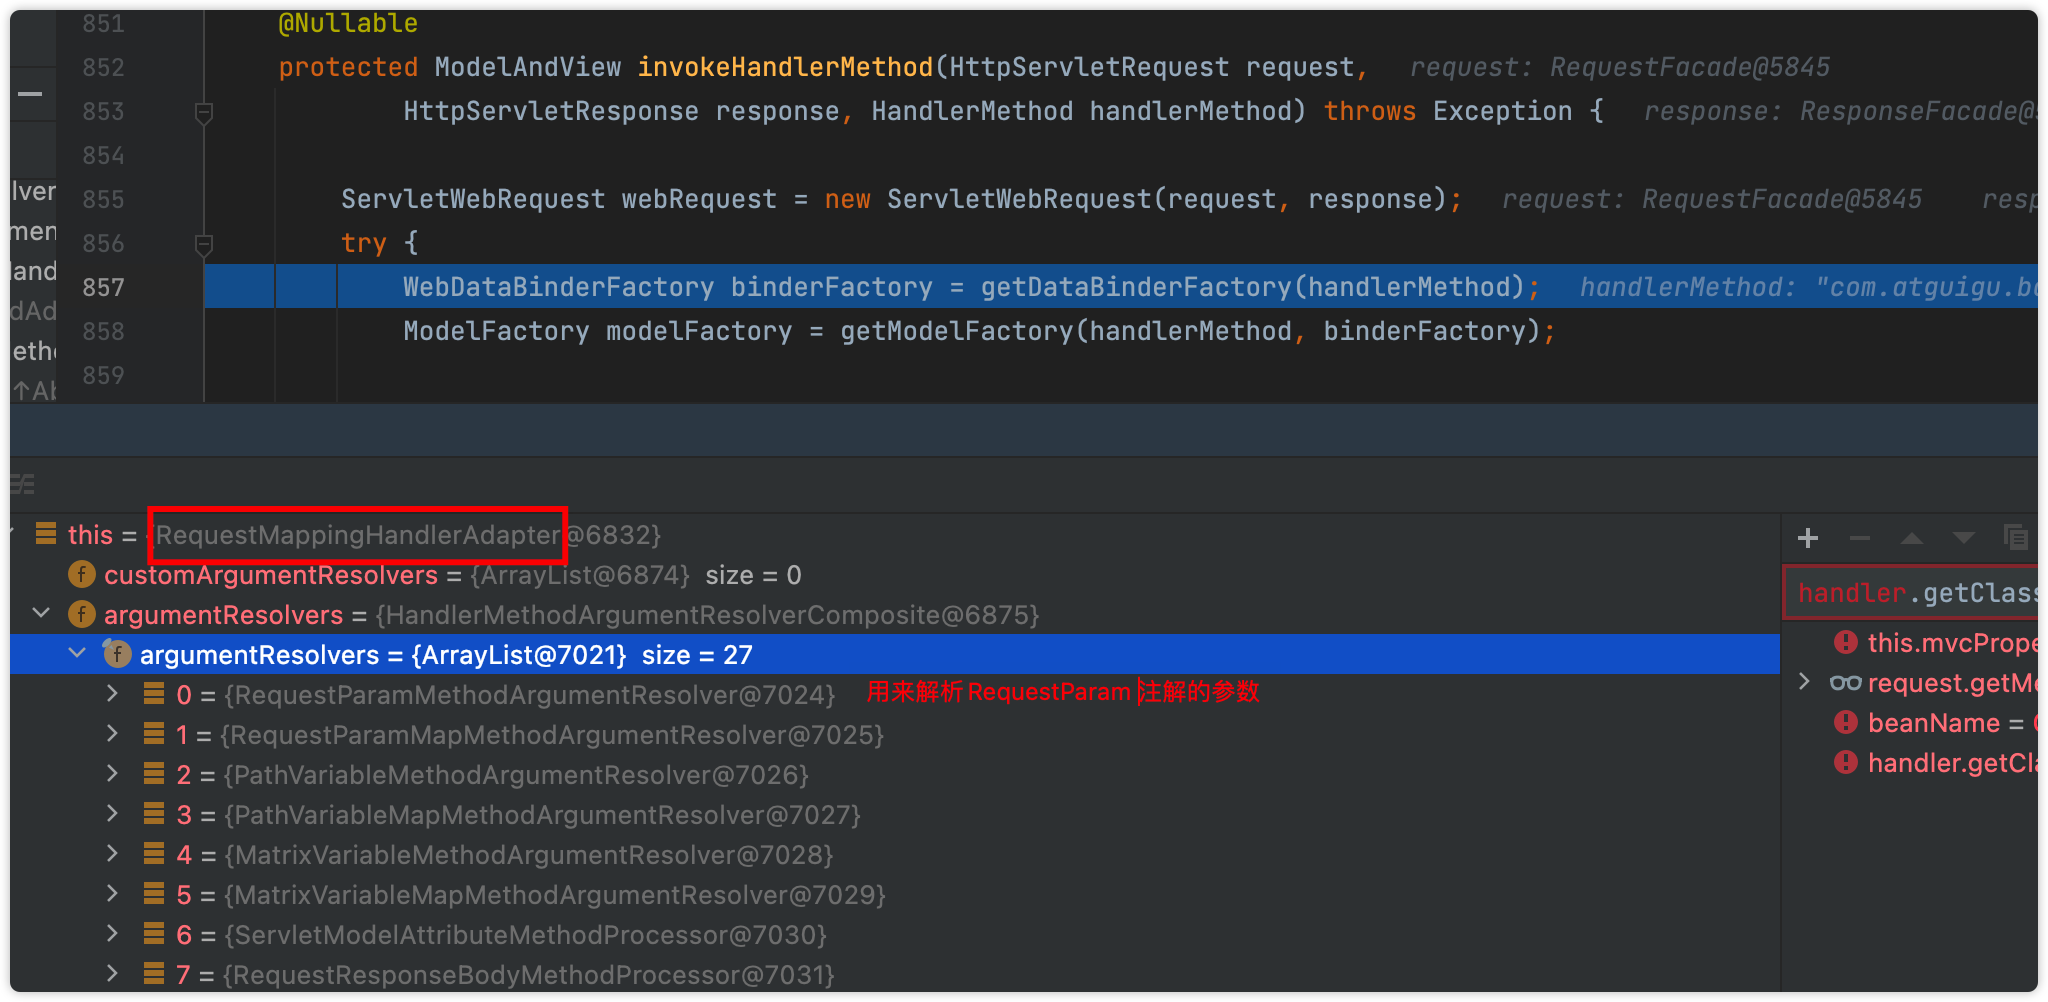 851 @Nullable
852 protected ModelAndView invokeHandlerMethod(HttpServletRequest request, request: RequestFacade@5845
853 HttpServletResponse response, HandlerMethod handlerMethod) throws Exception { response: ResponseFacade@
854
855 ServletWebRequest webRequest = new ServletWebRequest(request, response); request: RequestFacade@5845 resp
856 try {
857 WebDataBinderFactory binderFactory = getDataBinderFactory(handlerMethod); handlerMethod: "com.atguigu.bo
858 ModelFactory modelFactory = getModelFactory(handlerMethod, binderFactory);
859
lver
men
land
dAd
etho
↑Ab
this = {RequestMappingHandlerAdapter@6832}
customArgumentResolvers = {ArrayList@6874} size = 0
argumentResolvers = {HandlerMethodArgumentResolverComposite@6875}
argumentResolvers = {ArrayList@7021} size = 27
0 = {RequestParamMethodArgumentResolver@7024} 用来解析 RequestParam 注解的参数
1 = {RequestParamMapMethodArgumentResolver@7025}
2 = {PathVariableMethodArgumentResolver@7026}
3 = {PathVariableMapMethodArgumentResolver@7027}
4 = {MatrixVariableMethodArgumentResolver@7028}
5 = {MatrixVariableMapMethodArgumentResolver@7029}
6 = {ServletModelAttributeMethodProcessor@7030}
7 = {RequestResponseBodyMethodProcessor@7031}
handler.getClass
this.mvcPrope
request.getMe
beanName =
handler.getCla